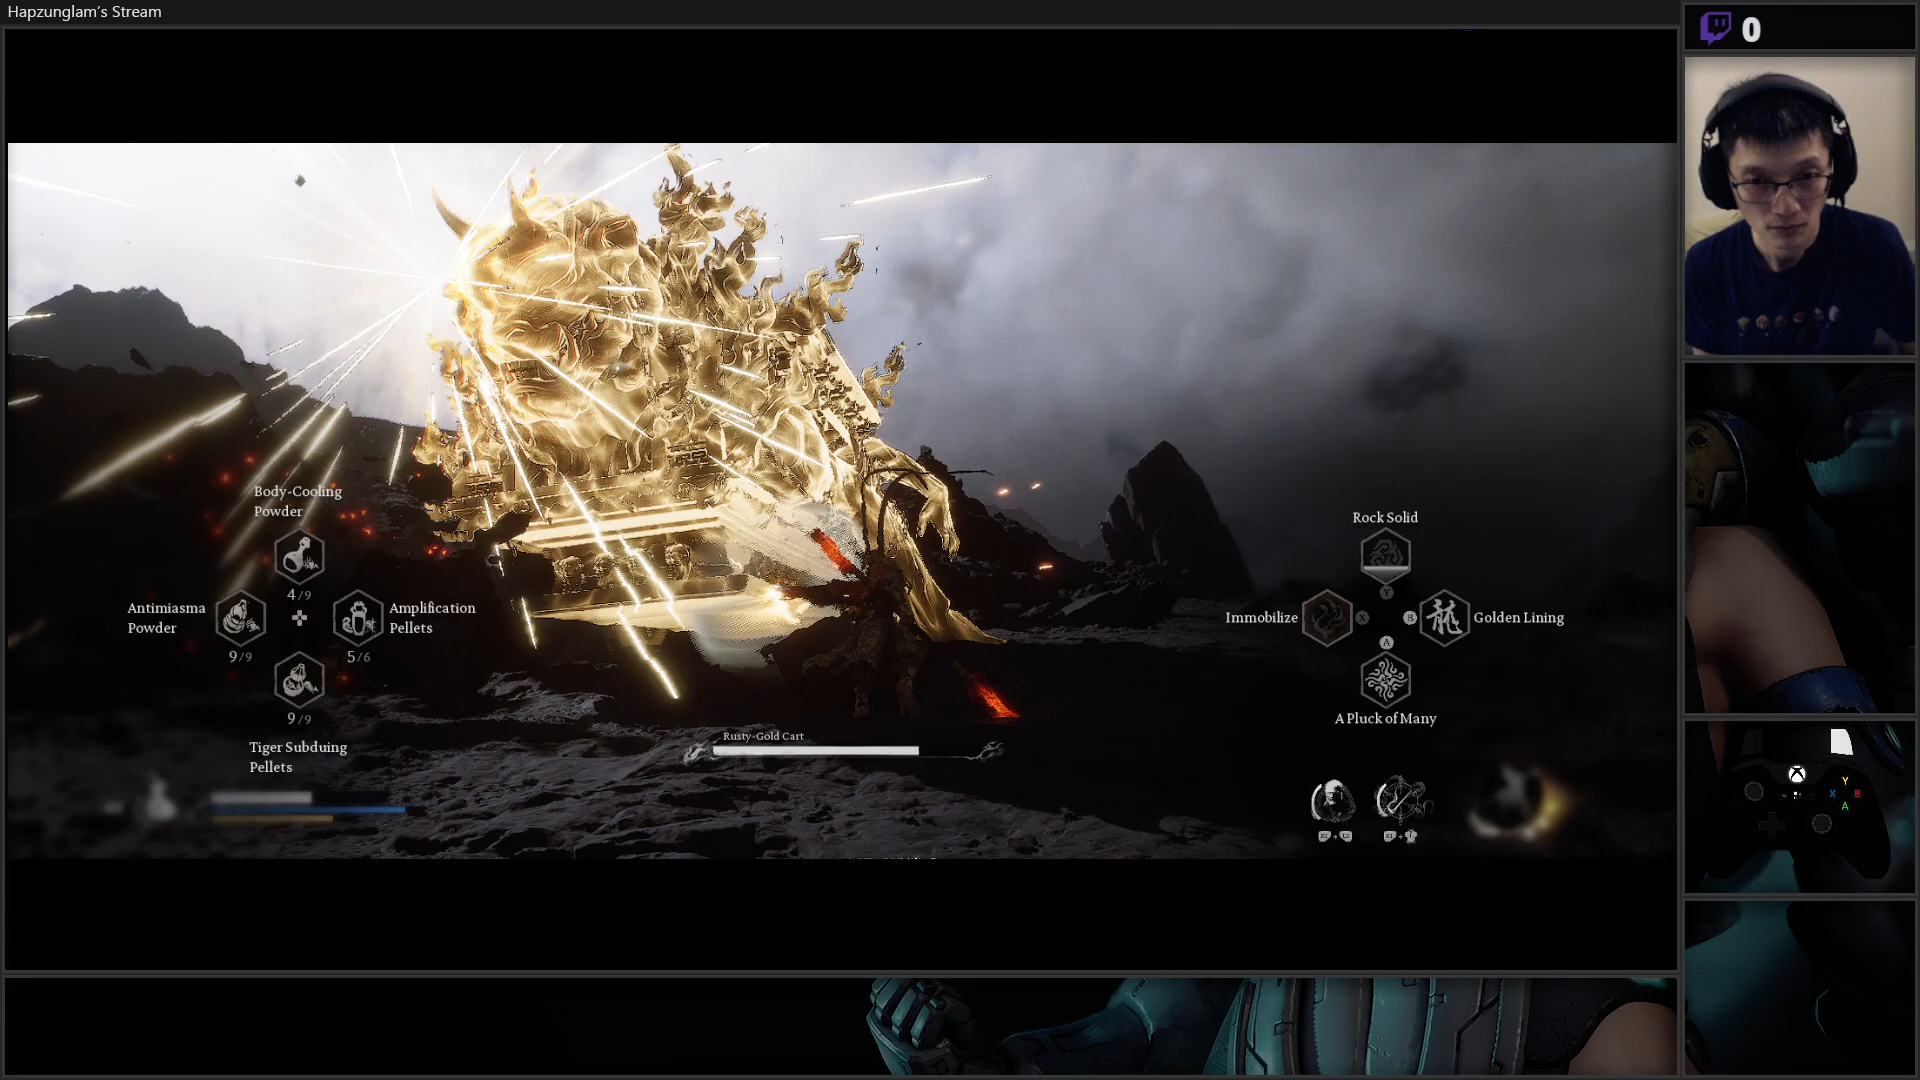 Hapzunglam's Stream
0
Body-Cooling
Powder
4/9
Antimiasma
Powder
9/9
Amplification
Pellets
5/6
9/9
Tiger Subduing
Pellets
Rock Solid
Y
Immobilize
X
B
龍
Golden Lining
A
A Pluck of Many
Rusty-Gold Cart
Y
X
B
A